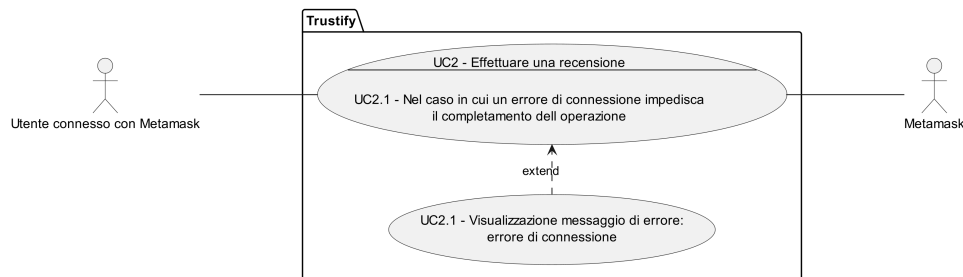 Trustify
UC2 - Effettuare una recensione
UC2.1 - Nel caso in cui un errore di connessione impedisca
il completamento dell operazione
Utente connesso con Metamask
Metamask
extend
UC2.1 - Visualizzazione messaggio di errore:
errore di connessione